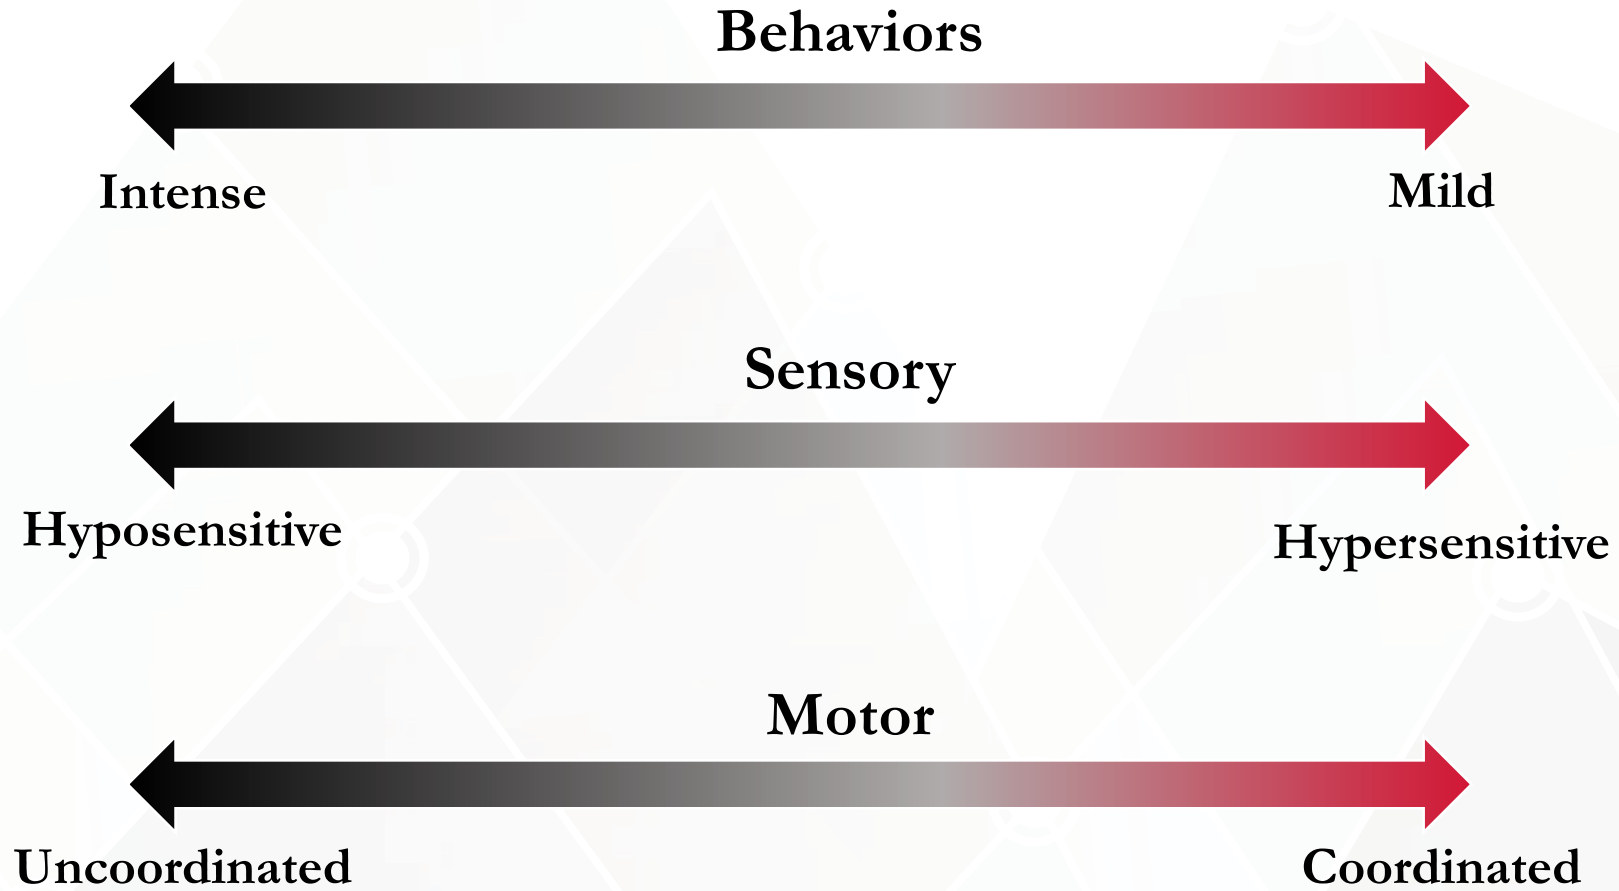 Behaviors
Intense
Mild
Sensory
Hyposensitive
Hypersensitive
Motor
Uncoordinated
Coordinated